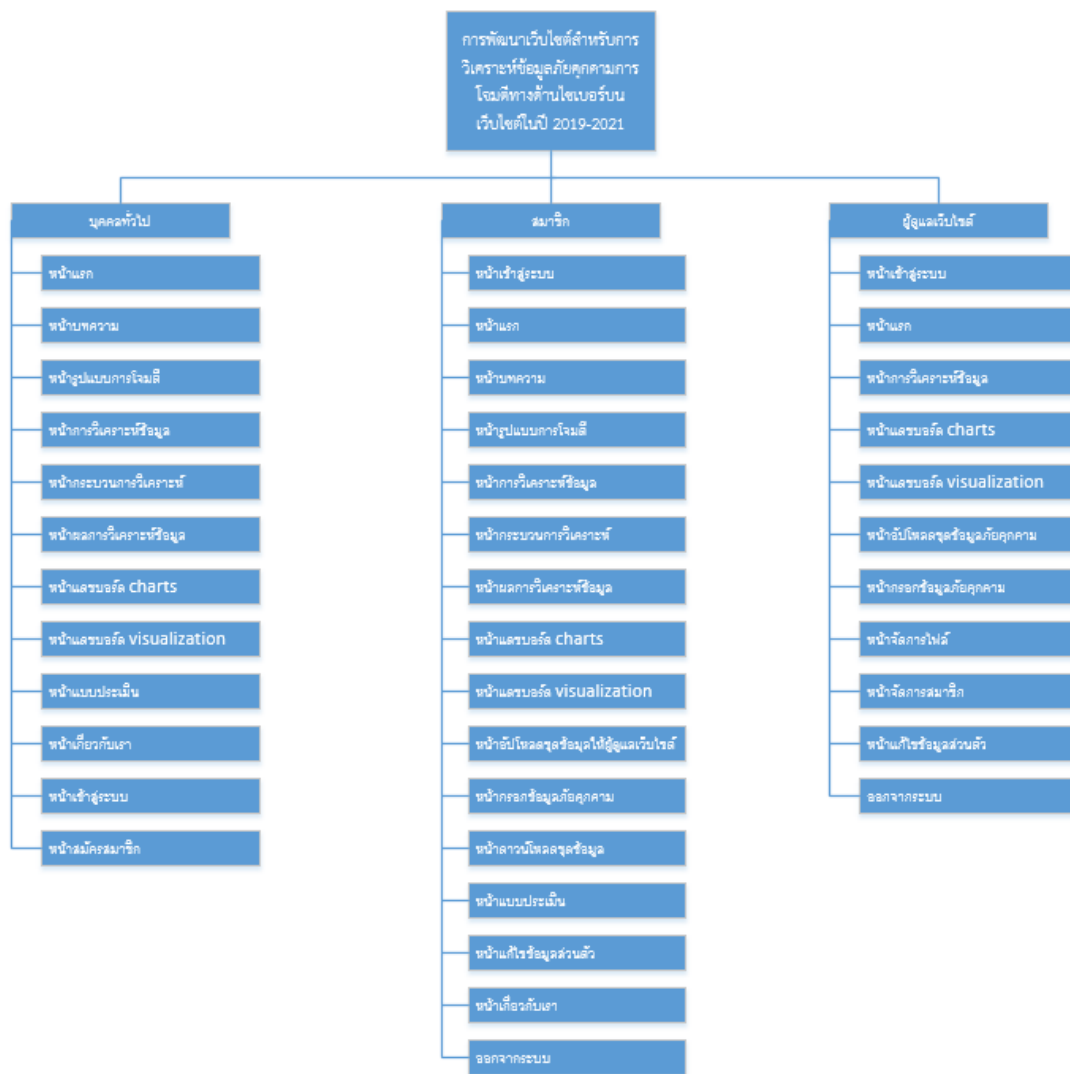 การพัฒนาเว็บไซต์สำหรับการ
วิเคราะห์ข้อมูลภัยคุกคามการ
โจมตีทางด้านไซเบอร์บน
เว็บไซต์ในปี 2019-2021
บุคคลทั่วไป
หน้าแรก
หน้าบทความ
หน้ารูปแบบการโจมตี
หน้าการวิเคราะห์ข้อมูล
หน้ากระบวนการวิเคราะห์
หน้าผลการวิเคราะห์ข้อมูล
หน้าแดชบอร์ด charts
หน้าแดชบอร์ด visualization
หน้าแบบประเมิน
หน้าเกี่ยวกับเรา
หน้าเข้าสู่ระบบ
หน้าสมัครสมาชิก
สมาชิก
หน้าเข้าสู่ระบบ
หน้าแรก
หน้าบทความ
หน้ารูปแบบการโจมตี
หน้าการวิเคราะห์ข้อมูล
หน้ากระบวนการวิเคราะห์
หน้าผลการวิเคราะห์ข้อมูล
หน้าแดชบอร์ด charts
หน้าแดชบอร์ด visualization
หน้าอัปโหลดชุดข้อมูลให้ผู้ดูแลเว็บไซต์
หน้ากรอกข้อมูลภัยคุกคาม
หน้าดาวน์โหลดชุดข้อมูล
หน้าแบบประเมิน
หน้าแก้ไขข้อมูลส่วนตัว
หน้าเกี่ยวกับเรา
ออกจากระบบ
ผู้ดูแลเว็บไซต์
หน้าเข้าสู่ระบบ
หน้าแรก
หน้าการวิเคราะห์ข้อมูล
หน้าแดชบอร์ด charts
หน้าแดชบอร์ด visualization
หน้าอัปโหลดชุดข้อมูลภัยคุกคาม
หน้ากรอกข้อมูลภัยคุกคาม
หน้าจัดการไฟล์
หน้าจัดการสมาชิก
หน้าแก้ไขข้อมูลส่วนตัว
ออกจากระบบ